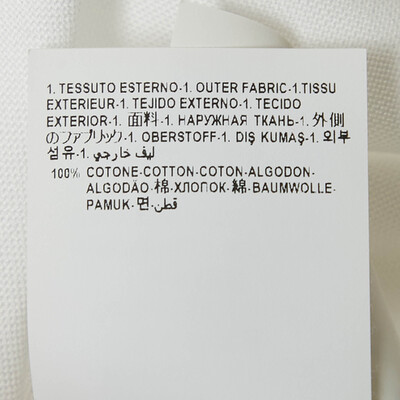 1. TESSUTO ESTERNO-1. OUTER FABRIC-1.TISSU
EXTERIEUR-1. TEJIDO EXTERNO-1. TECIDO
EXTERIOR-1. 面料-1. НАРУЖНАЯ ТКАНЬ-1. 外側
のファブリック-1. OBERSTOFF-1. DIŞ KUMAŞ-1. 외부
섬유-1. ليف خارجي
100% COTONE-COTTON-COTON-ALGODON-
ALGODÃO-棉-ХЛОПОК-綿-BAUMWOLLE-
PAMUK-면-قطن